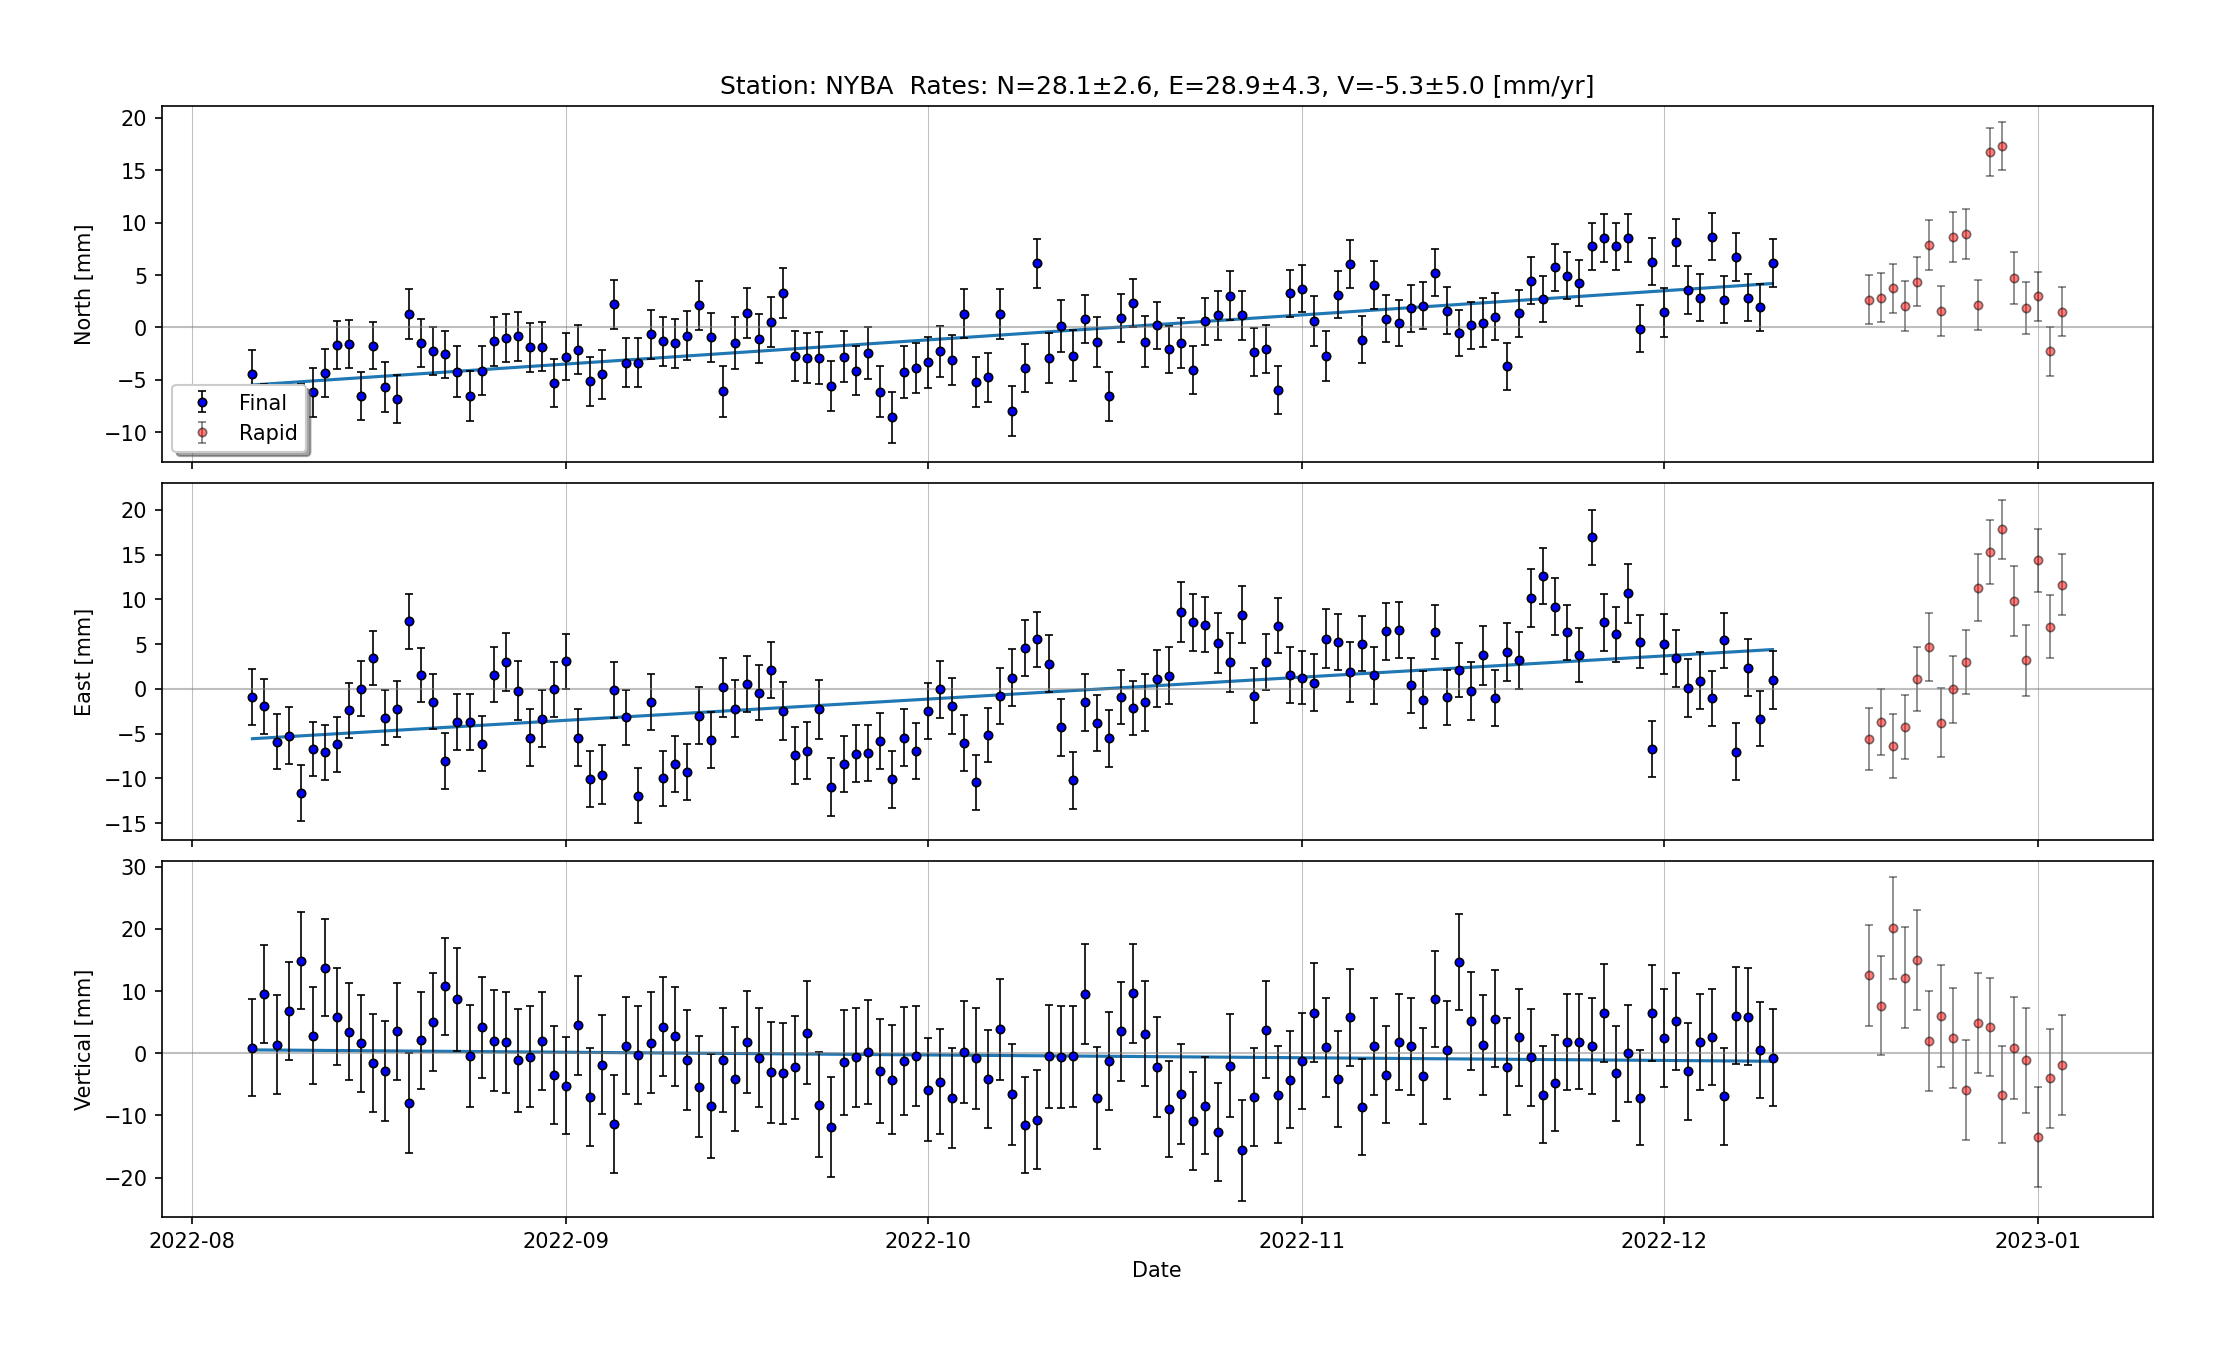 Station: NYBA  Rates: N=28.1±2.6, E=28.9±4.3, V=-5.3±5.0 [mm/yr]
North [mm]
20
15
10
5
0
−5
−10
Final
Rapid
East [mm]
20
15
10
5
0
−5
−10
−15
Vertical [mm]
30
20
10
0
−10
−20
2022-08 2022-09 2022-10 2022-11 2022-12 2023-01
Date